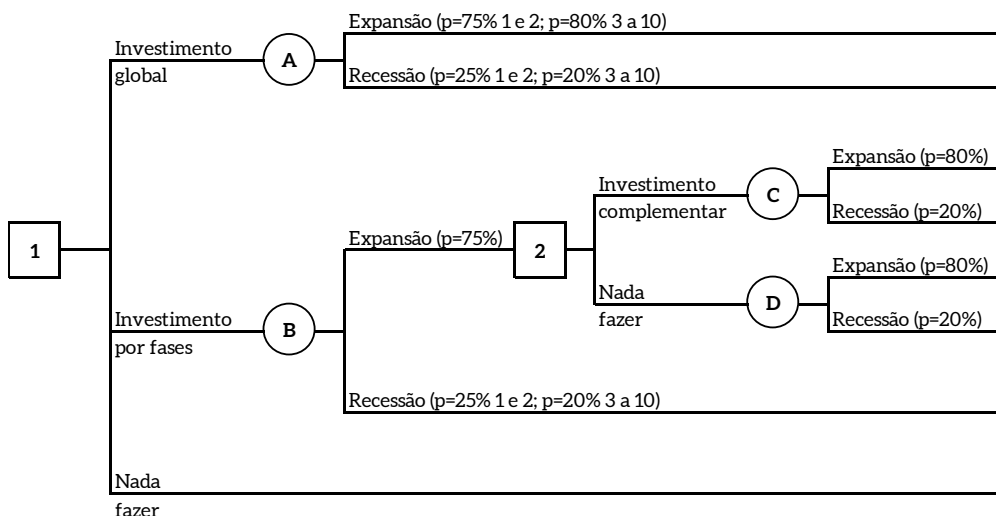 Expansão (p=75% 1 e 2; p=80% 3 a 10)
Investimento
global
A
Recessão (p=25% 1 e 2; p=20% 3 a 10)
Expansão (p=80%)
Investimento
complementar
C
Recessão (p=20%)
Expansão (p=75%)
1
2
Expansão (p=80%)
Nada
fazer
D
Recessão (p=20%)
Investimento
por fases
B
Recessão (p=25% 1 e 2; p=20% 3 a 10)
Nada
fazer